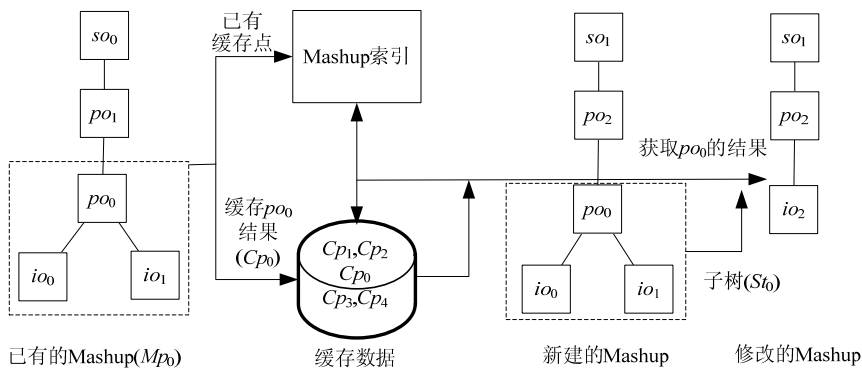 so0
po1
po0
io0
io1
已有的Mashup(Mp0)
已有
缓存点
Mashup索引
缓存po0
结果
(Cp0)
Cp1,Cp2
Cp0
Cp3,Cp4
缓存数据
so1
po2
po0
io0
io1
新建的Mashup
获取po0的结果
子树(St0)
so1
po2
io2
修改的Mashup